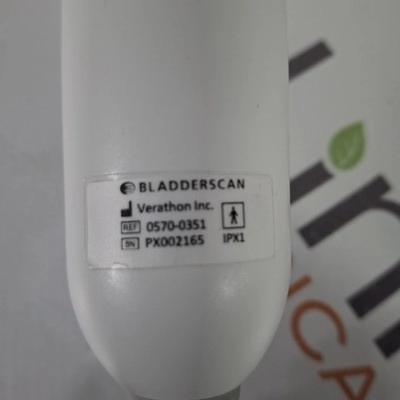 BLADDERSCAN
Verathon Inc.
REF 0570-0351
SN PX002165 IPX1